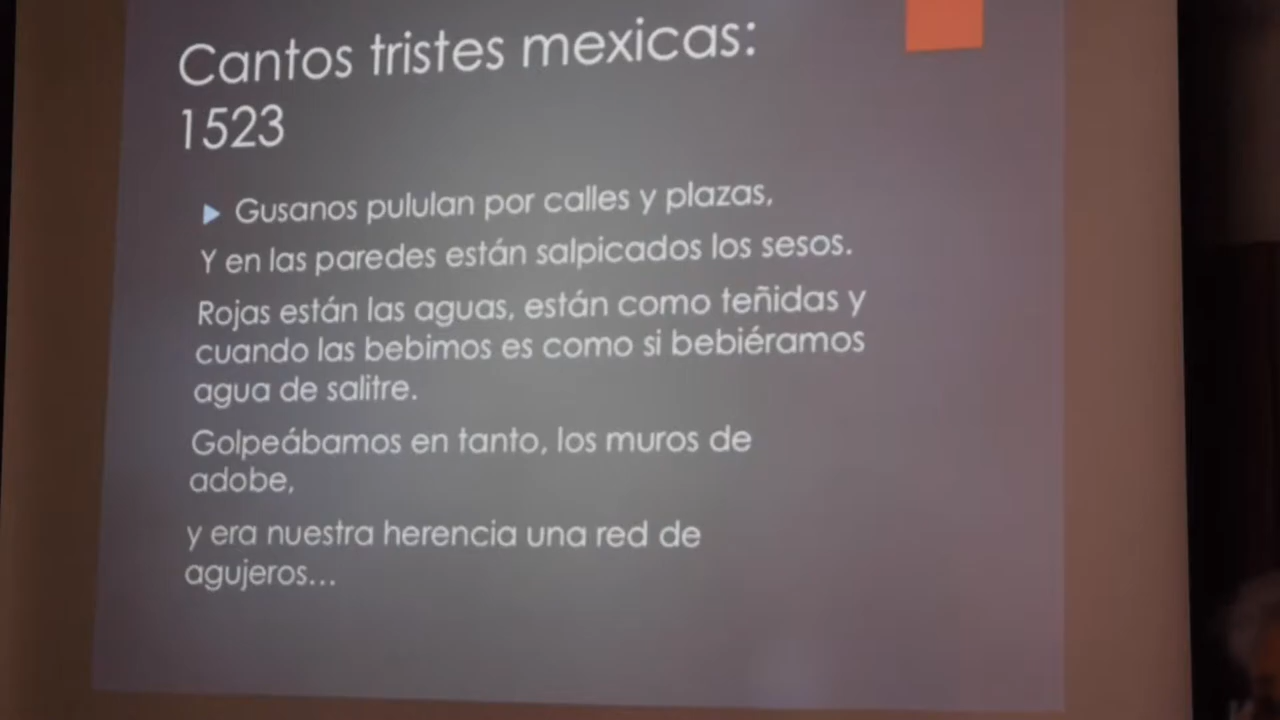 Cantos tristes mexicas:
1523
Gusanos pululan por calles y plazas,
Y en las paredes están salpicados los sesos.
Rojas están las aguas, están como teñidas y
cuando las bebimos es como si bebiéramos
agua de salitre.
Golpeábamos en tanto, los muros de
adobe,
y era nuestra herencia una red de
agujeros...